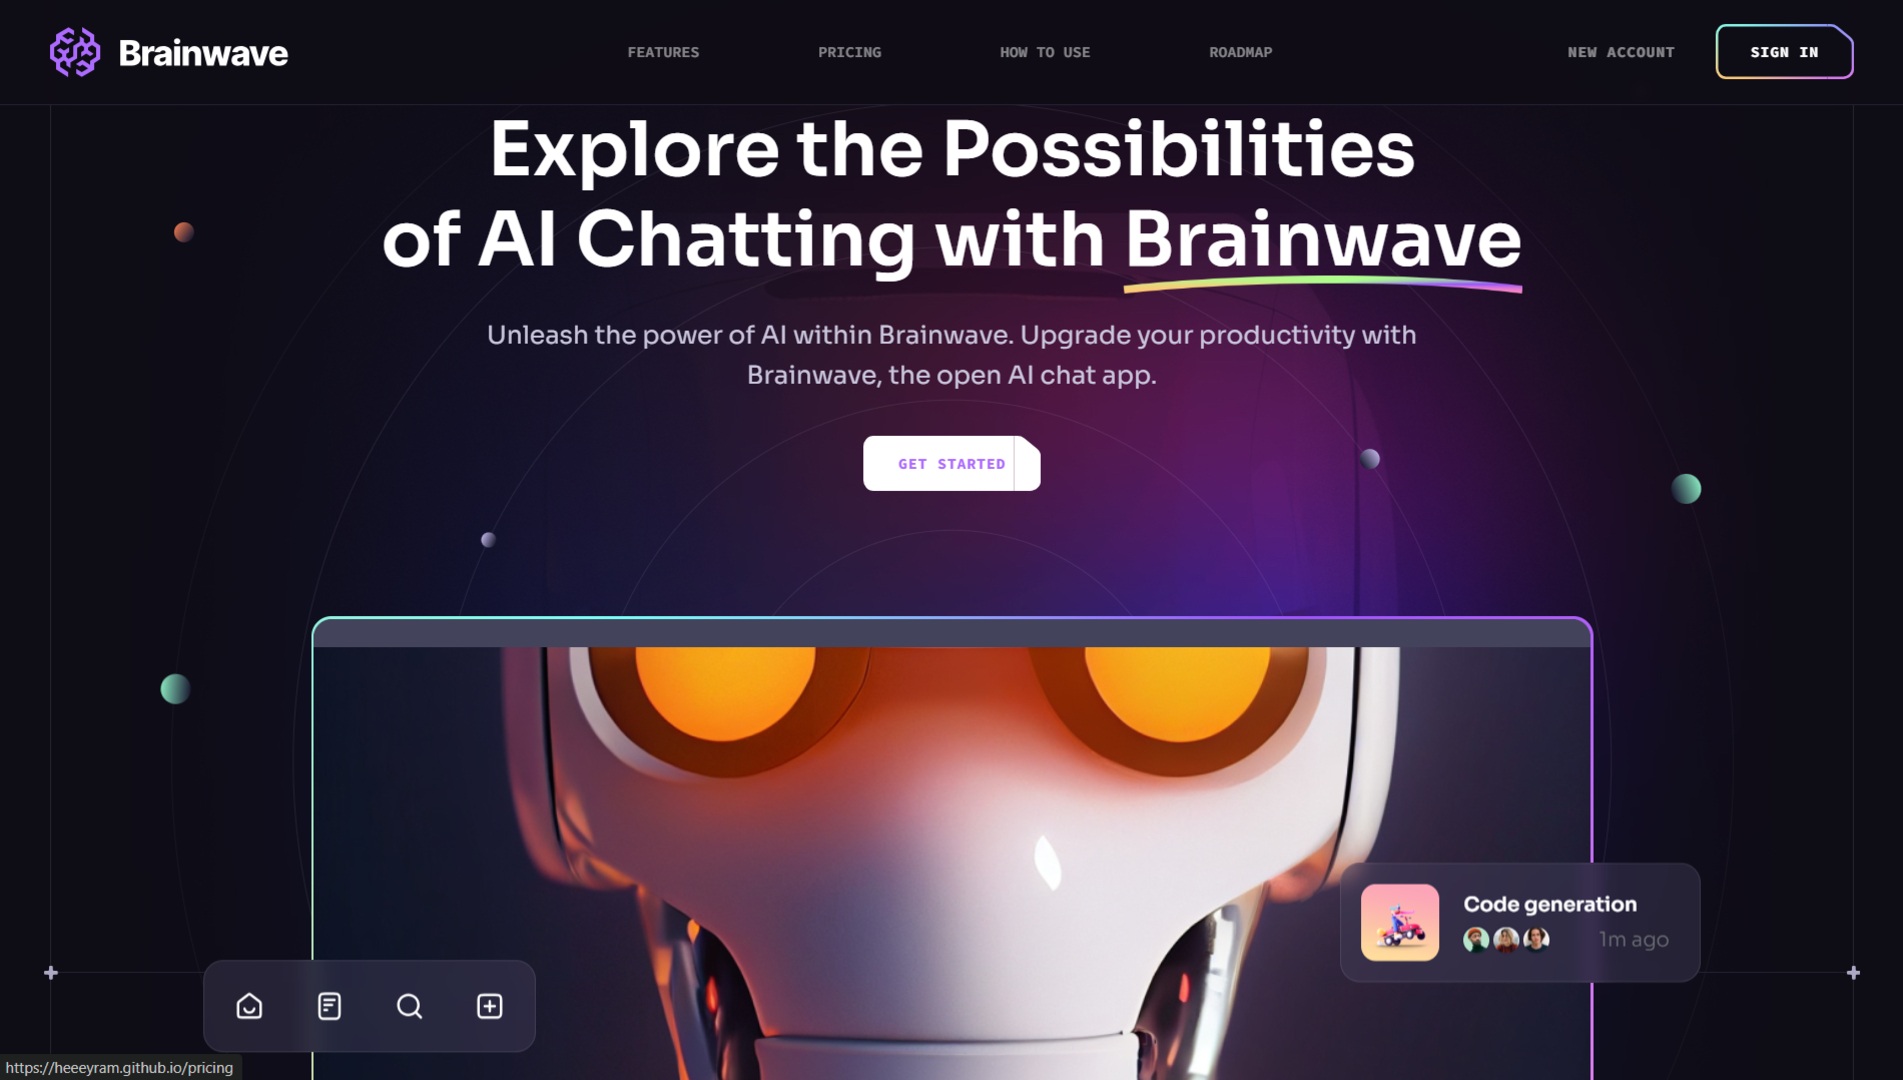 Brainwave
FEATURES
PRICING
HOW TO USE
ROADMAP
NEW ACCOUNT
SIGN IN
Explore the Possibilities
of AI Chatting with Brainwave
Unleash the power of AI within Brainwave. Upgrade your productivity with
Brainwave, the open AI chat app.
GET STARTED
Code generation
1m ago
https://heeeyram.github.io/pricing